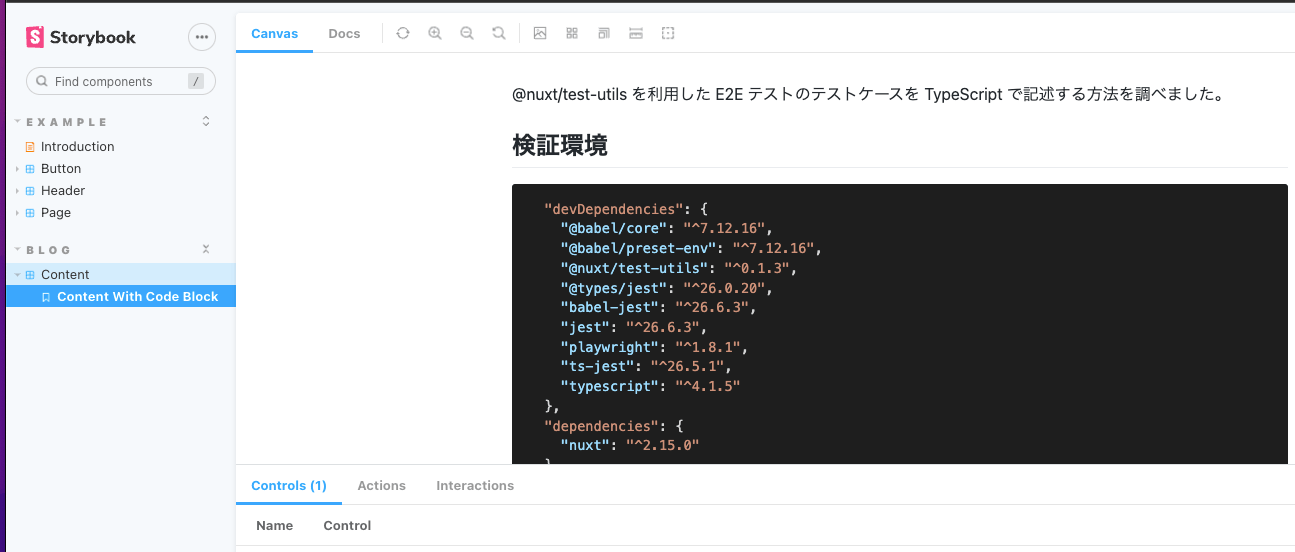 Storybook
Find components /
EXAMPLE
Introduction
Button
Header
Page
BLOG
Content
Content With Code Block
Canvas Docs
@nuxt/test-utils を利用した E2E テストのテストケースを TypeScript で記述する方法を調べました。
検証環境
"devDependencies": {
"@babel/core": "^7.12.16",
"@babel/preset-env": "^7.12.16",
"@nuxt/test-utils": "^0.1.3",
"@types/jest": "^26.0.20",
"babel-jest": "^26.6.3",
"jest": "^26.6.3",
"playwright": "^1.8.1",
"ts-jest": "^26.5.1",
"typescript": "^4.1.5"
},
"dependencies": {
"nuxt": "^2.15.0"
}
Controls (1) Actions Interactions
Name Control